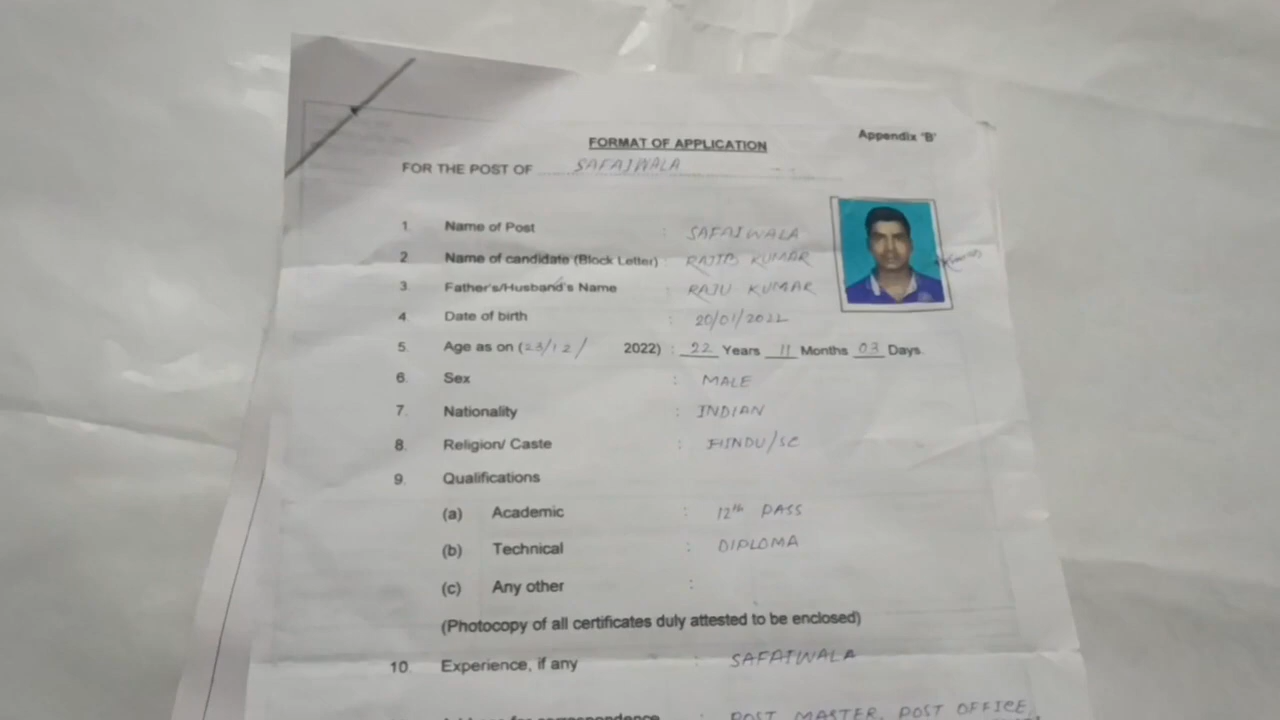 Appendix 'B'
FORMAT OF APPLICATION
FOR THE POST OF SAFAIWALA
1. Name of Post : SAFAIWALA
2. Name of candidate (Block Letter) : KUMAR
3. Father's/Husband's Name : RAJU KUMAR
4. Date of birth : 20/01/2022
5. Age as on (23/12/ 2022) : 22 Years 11 Months 03 Days.
6. Sex : MALE
7. Nationality : INDIAN
8. Religion/ Caste : HINDU/SC
9. Qualifications
(a) Academic : 12th PASS
(b) Technical : DIPLOMA
(c) Any other :
(Photocopy of all certificates duly attested to be enclosed)
10. Experience, if any : SAFAIWALA
Address for correspondence : POST MASTER, POST OFFICE,